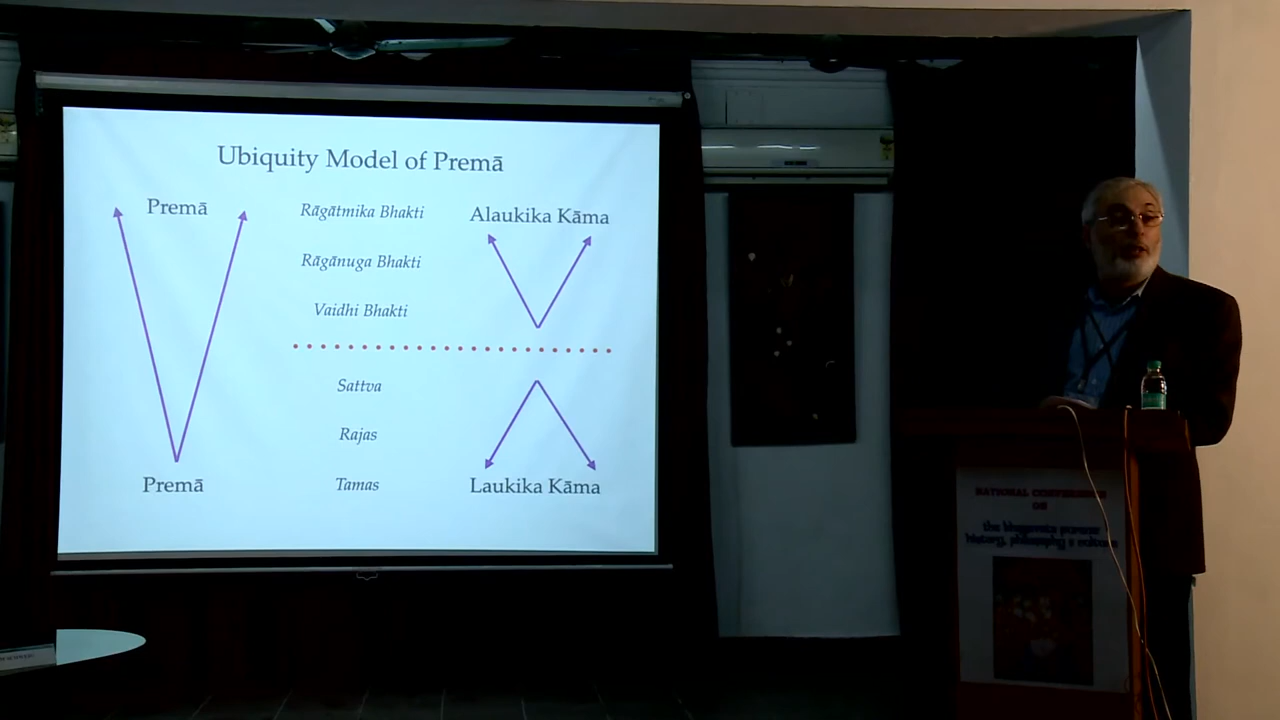 Ubiquity Model of Premā
Premā
Rāgātmika Bhakti
Alaukika Kāma
Rāgānuga Bhakti
Vaidhi Bhakti
Sattva
Rajas
Premā
Tamas
Laukika Kāma
NATIONAL CONFERENCE
ON
the bhagavata purana
history, philosophy & culture